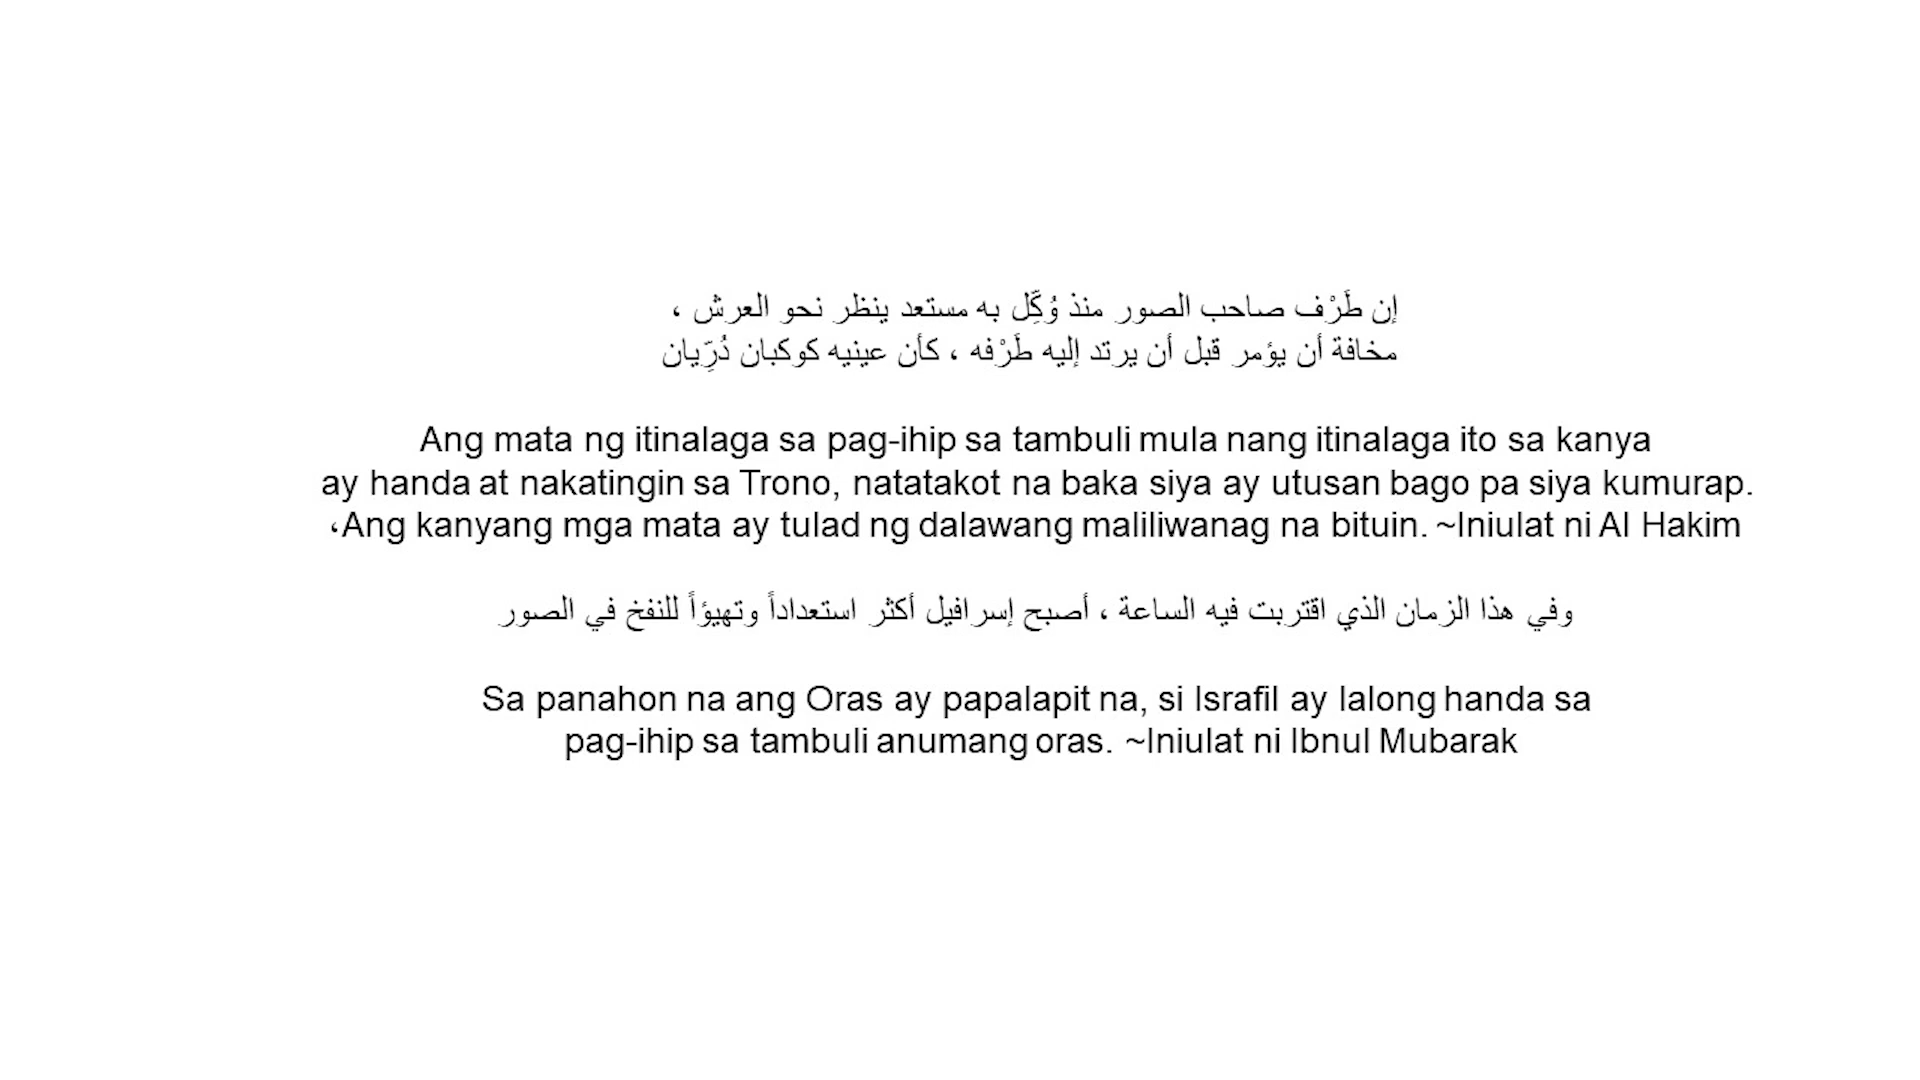 إن طَرْف صاحب الصور منذ وُكِّل به مستعد ينظر نحو العرش ،
مخافة أن يؤمر قبل أن يرتد إليه طَرْفه ، كأن عينيه كوكبان دُرِّيان
Ang mata ng itinalaga sa pag-ihip sa tambuli mula nang itinalaga ito sa kanya
ay handa at nakatingin sa Trono, natatakot na baka siya ay utusan bago pa siya kumurap.
،Ang kanyang mga mata ay tulad ng dalawang maliliwanag na bituin. ~Iniulat ni Al Hakim
وفي هذا الزمان الذي اقتربت فيه الساعة ، أصبح إسرافيل أكثر استعداداً وتهيؤاً للنفخ في الصور
Sa panahon na ang Oras ay papalapit na, si Israfil ay lalong handa sa
pag-ihip sa tambuli anumang oras. ~Iniulat ni Ibnul Mubarak